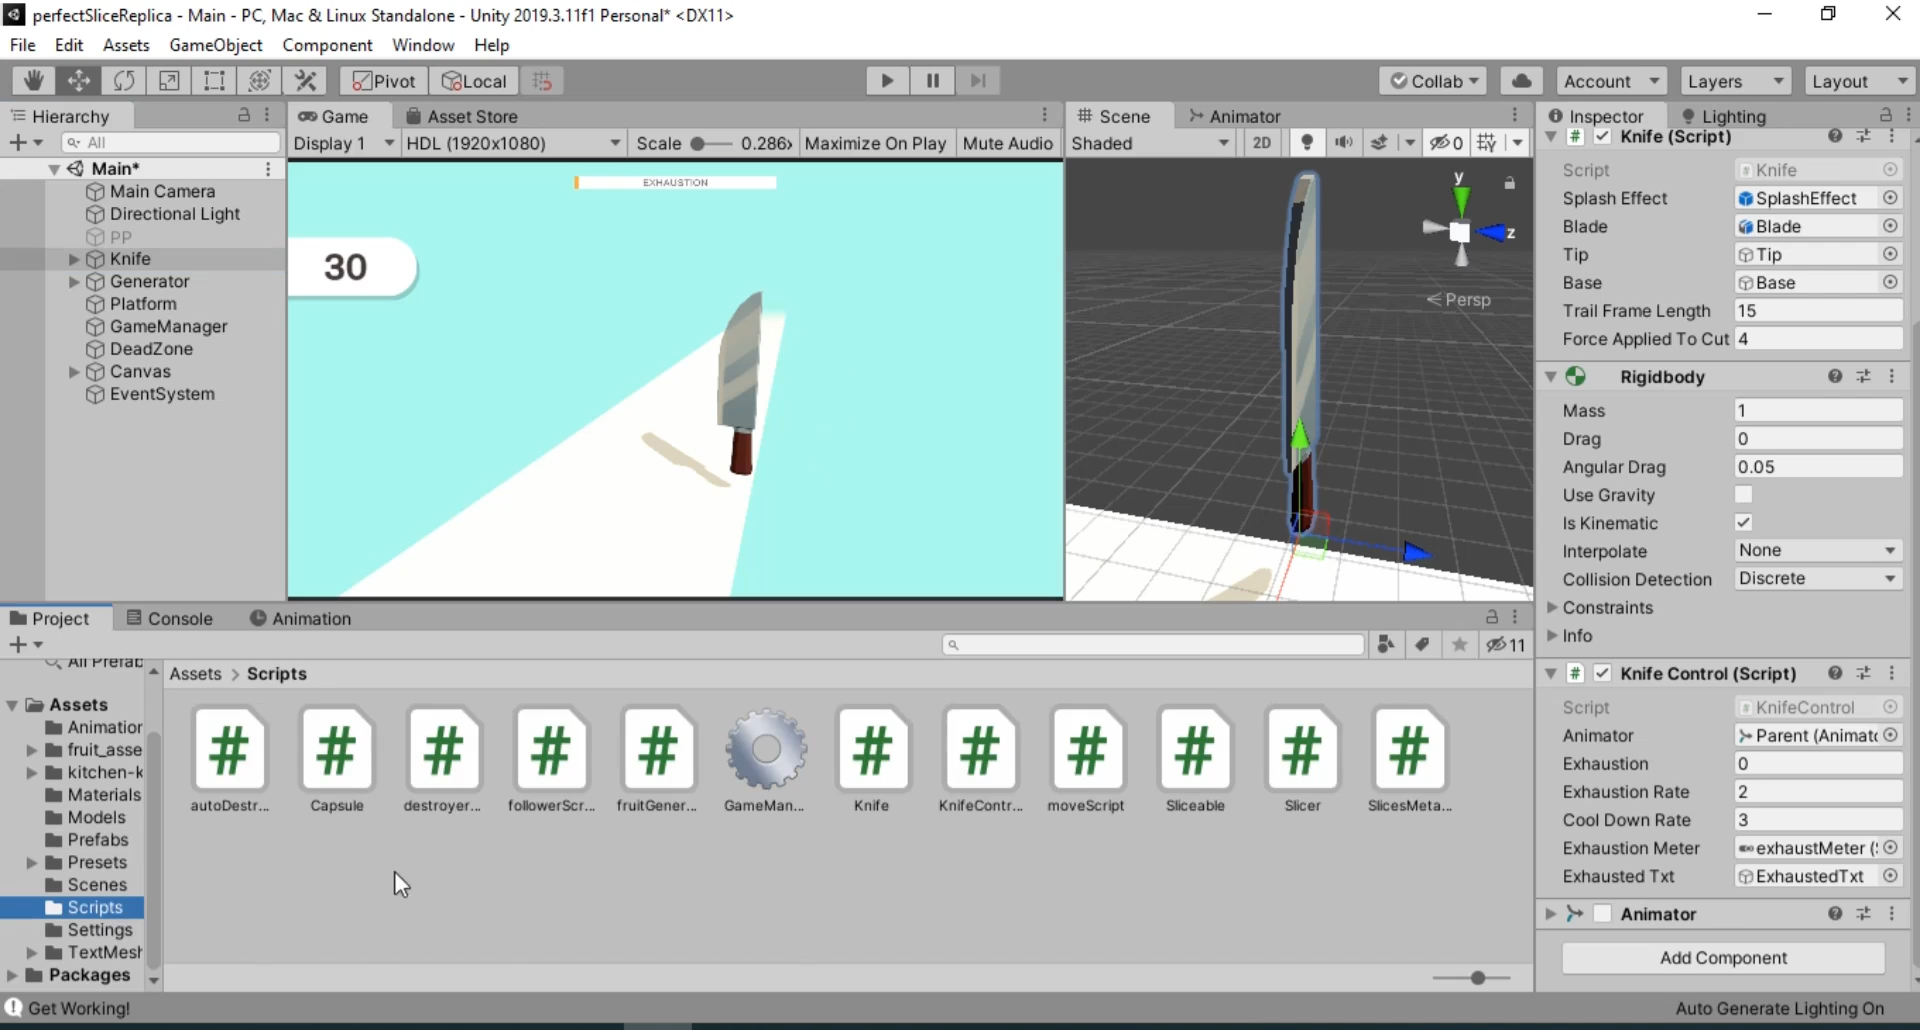 perfectSliceReplica - Main - PC, Mac & Linux Standalone - Unity 2019.3.11f1 Personal* <DX11>
File Edit Assets GameObject Component Window Help
Pivot Local Collab Account Layers Layout
Hierarchy
All
Main*
Main Camera
Directional Light
PP
Knife
Generator
Platform
GameManager
DeadZone
Canvas
EventSystem
Game Asset Store
Display 1 HDL (1920x1080) Scale 0.286x Maximize On Play Mute Audio
EXHAUSTION
30
Scene Animator
Shaded 2D 0
y
z
Persp
Inspector Lighting
Knife (Script)
Script Knife
Splash Effect SplashEffect
Blade Blade
Tip Tip
Base Base
Trail Frame Length 15
Force Applied To Cut 4
Rigidbody
Mass 1
Drag 0
Angular Drag 0.05
Use Gravity
Is Kinematic
Interpolate None
Collision Detection Discrete
Constraints
Info
Knife Control (Script)
Script KnifeControl
Animator Parent (Animato
Exhaustion 0
Exhaustion Rate 2
Cool Down Rate 3
Exhaustion Meter exhaustMeter (S
Exhausted Txt ExhaustedTxt
Animator
Add Component
Project Console Animation
11
All Prefab
Assets
Animation
fruit_asse
kitchen-k
Materials
Models
Prefabs
Presets
Scenes
Scripts
Settings
TextMesh
Packages
Assets > Scripts
autoDestr... Capsule destroyer... followerScr... fruitGener... GameMan... Knife KnifeContr... moveScript Sliceable Slicer SlicesMeta...
Get Working!
Auto Generate Lighting On